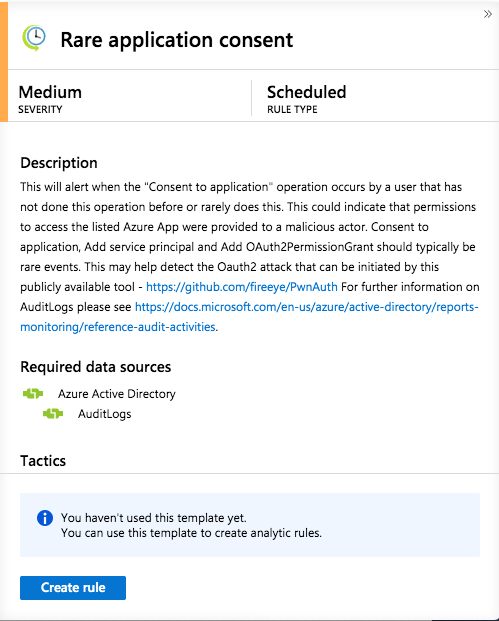 »
Rare application consent
Medium
SEVERITY
Scheduled
RULE TYPE
Description
This will alert when the "Consent to application" operation occurs by a user that has
not done this operation before or rarely does this. This could indicate that permissions
to access the listed Azure App were provided to a malicious actor. Consent to
application, Add service principal and Add OAuth2PermissionGrant should typically be
rare events. This may help detect the Oauth2 attack that can be initiated by this
publicly available tool - https://github.com/fireeye/PwnAuth For further information on
AuditLogs please see https://docs.microsoft.com/en-us/azure/active-directory/reports-
monitoring/reference-audit-activities.
Required data sources
Azure Active Directory
AuditLogs
Tactics
You haven't used this template yet.
You can use this template to create analytic rules.
Create rule